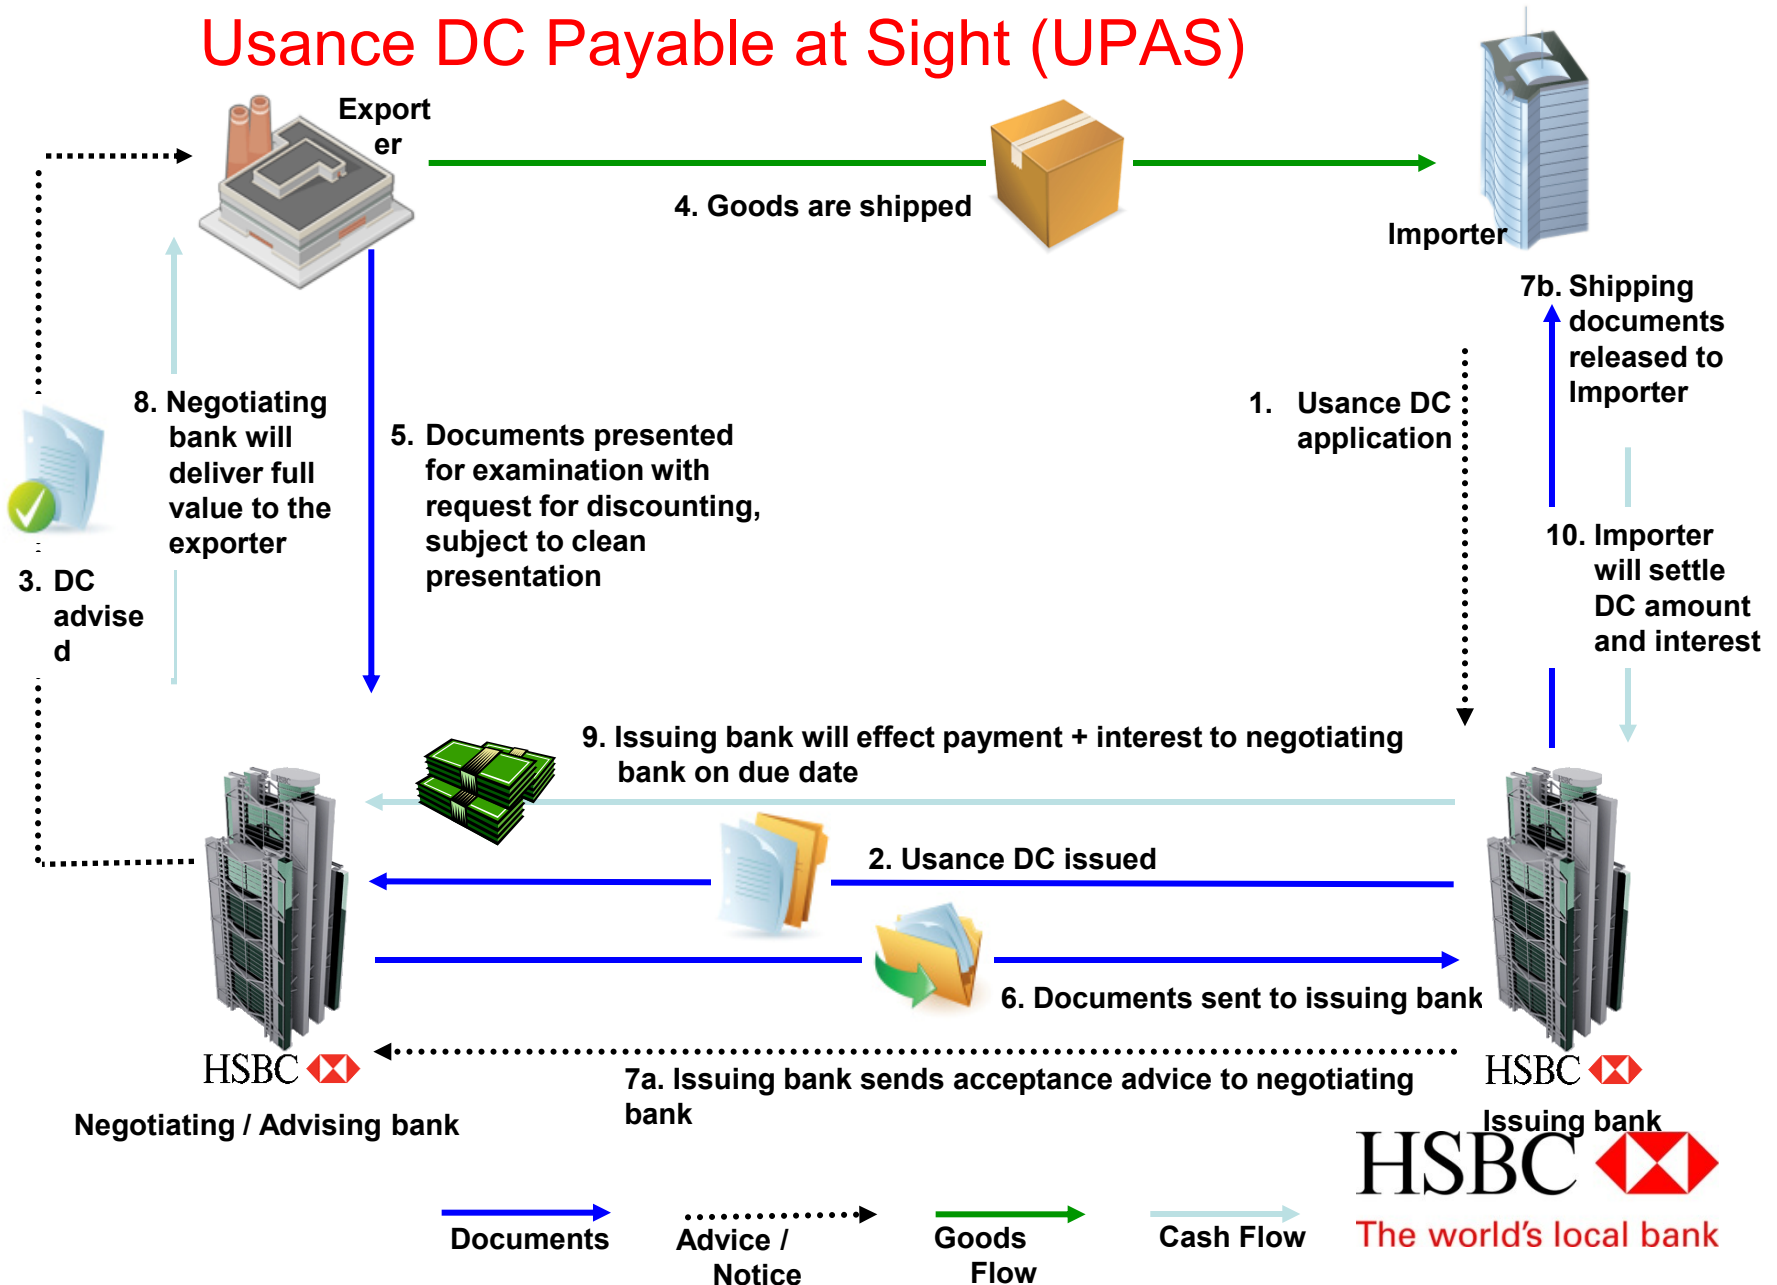 Usance DC Payable at Sight (UPAS)
Export
er
4. Goods are shipped
Importer
7b. Shipping
documents
released to
Importer
8. Negotiating
bank will
deliver full
value to the
exporter
5. Documents presented
for examination with
request for discounting,
subject to clean
presentation
1. Usance DC
application
10. Importer
will settle
DC amount
and interest
3. DC
advise
d
9. Issuing bank will effect payment + interest to negotiating
bank on due date
2. Usance DC issued
6. Documents sent to issuing bank
HSBC
7a. Issuing bank sends acceptance advice to negotiating
bank
HSBC
Negotiating / Advising bank
Issuing bank
HSBC
The world's local bank
Documents
Advice /
Notice
Goods
Flow
Cash Flow